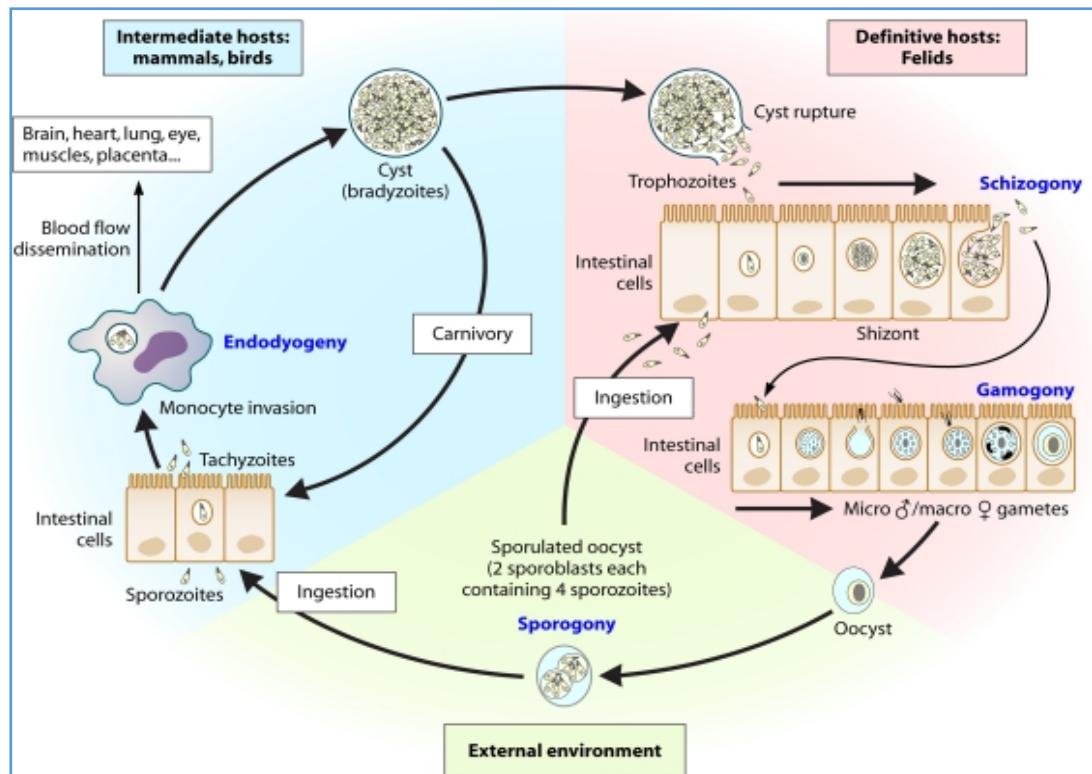 Intermediate hosts:
mammals, birds
Definitive hosts:
Felids
Brain, heart, lung, eye,
muscles, placenta...
Cyst
(bradyzoites)
Cyst rupture
Trophozoites
Schizogony
Blood flow
dissemination
Intestinal
cells
Shizont
Endodyogeny
Carnivory
Monocyte invasion
Ingestion
Gamogony
Tachyzoites
Intestinal
cells
Intestinal
cells
Micro ♂/macro ♀ gametes
Sporozoites
Ingestion
Sporulated oocyst
(2 sporoblasts each
containing 4 sporozoites)
Sporogony
Oocyst
External environment